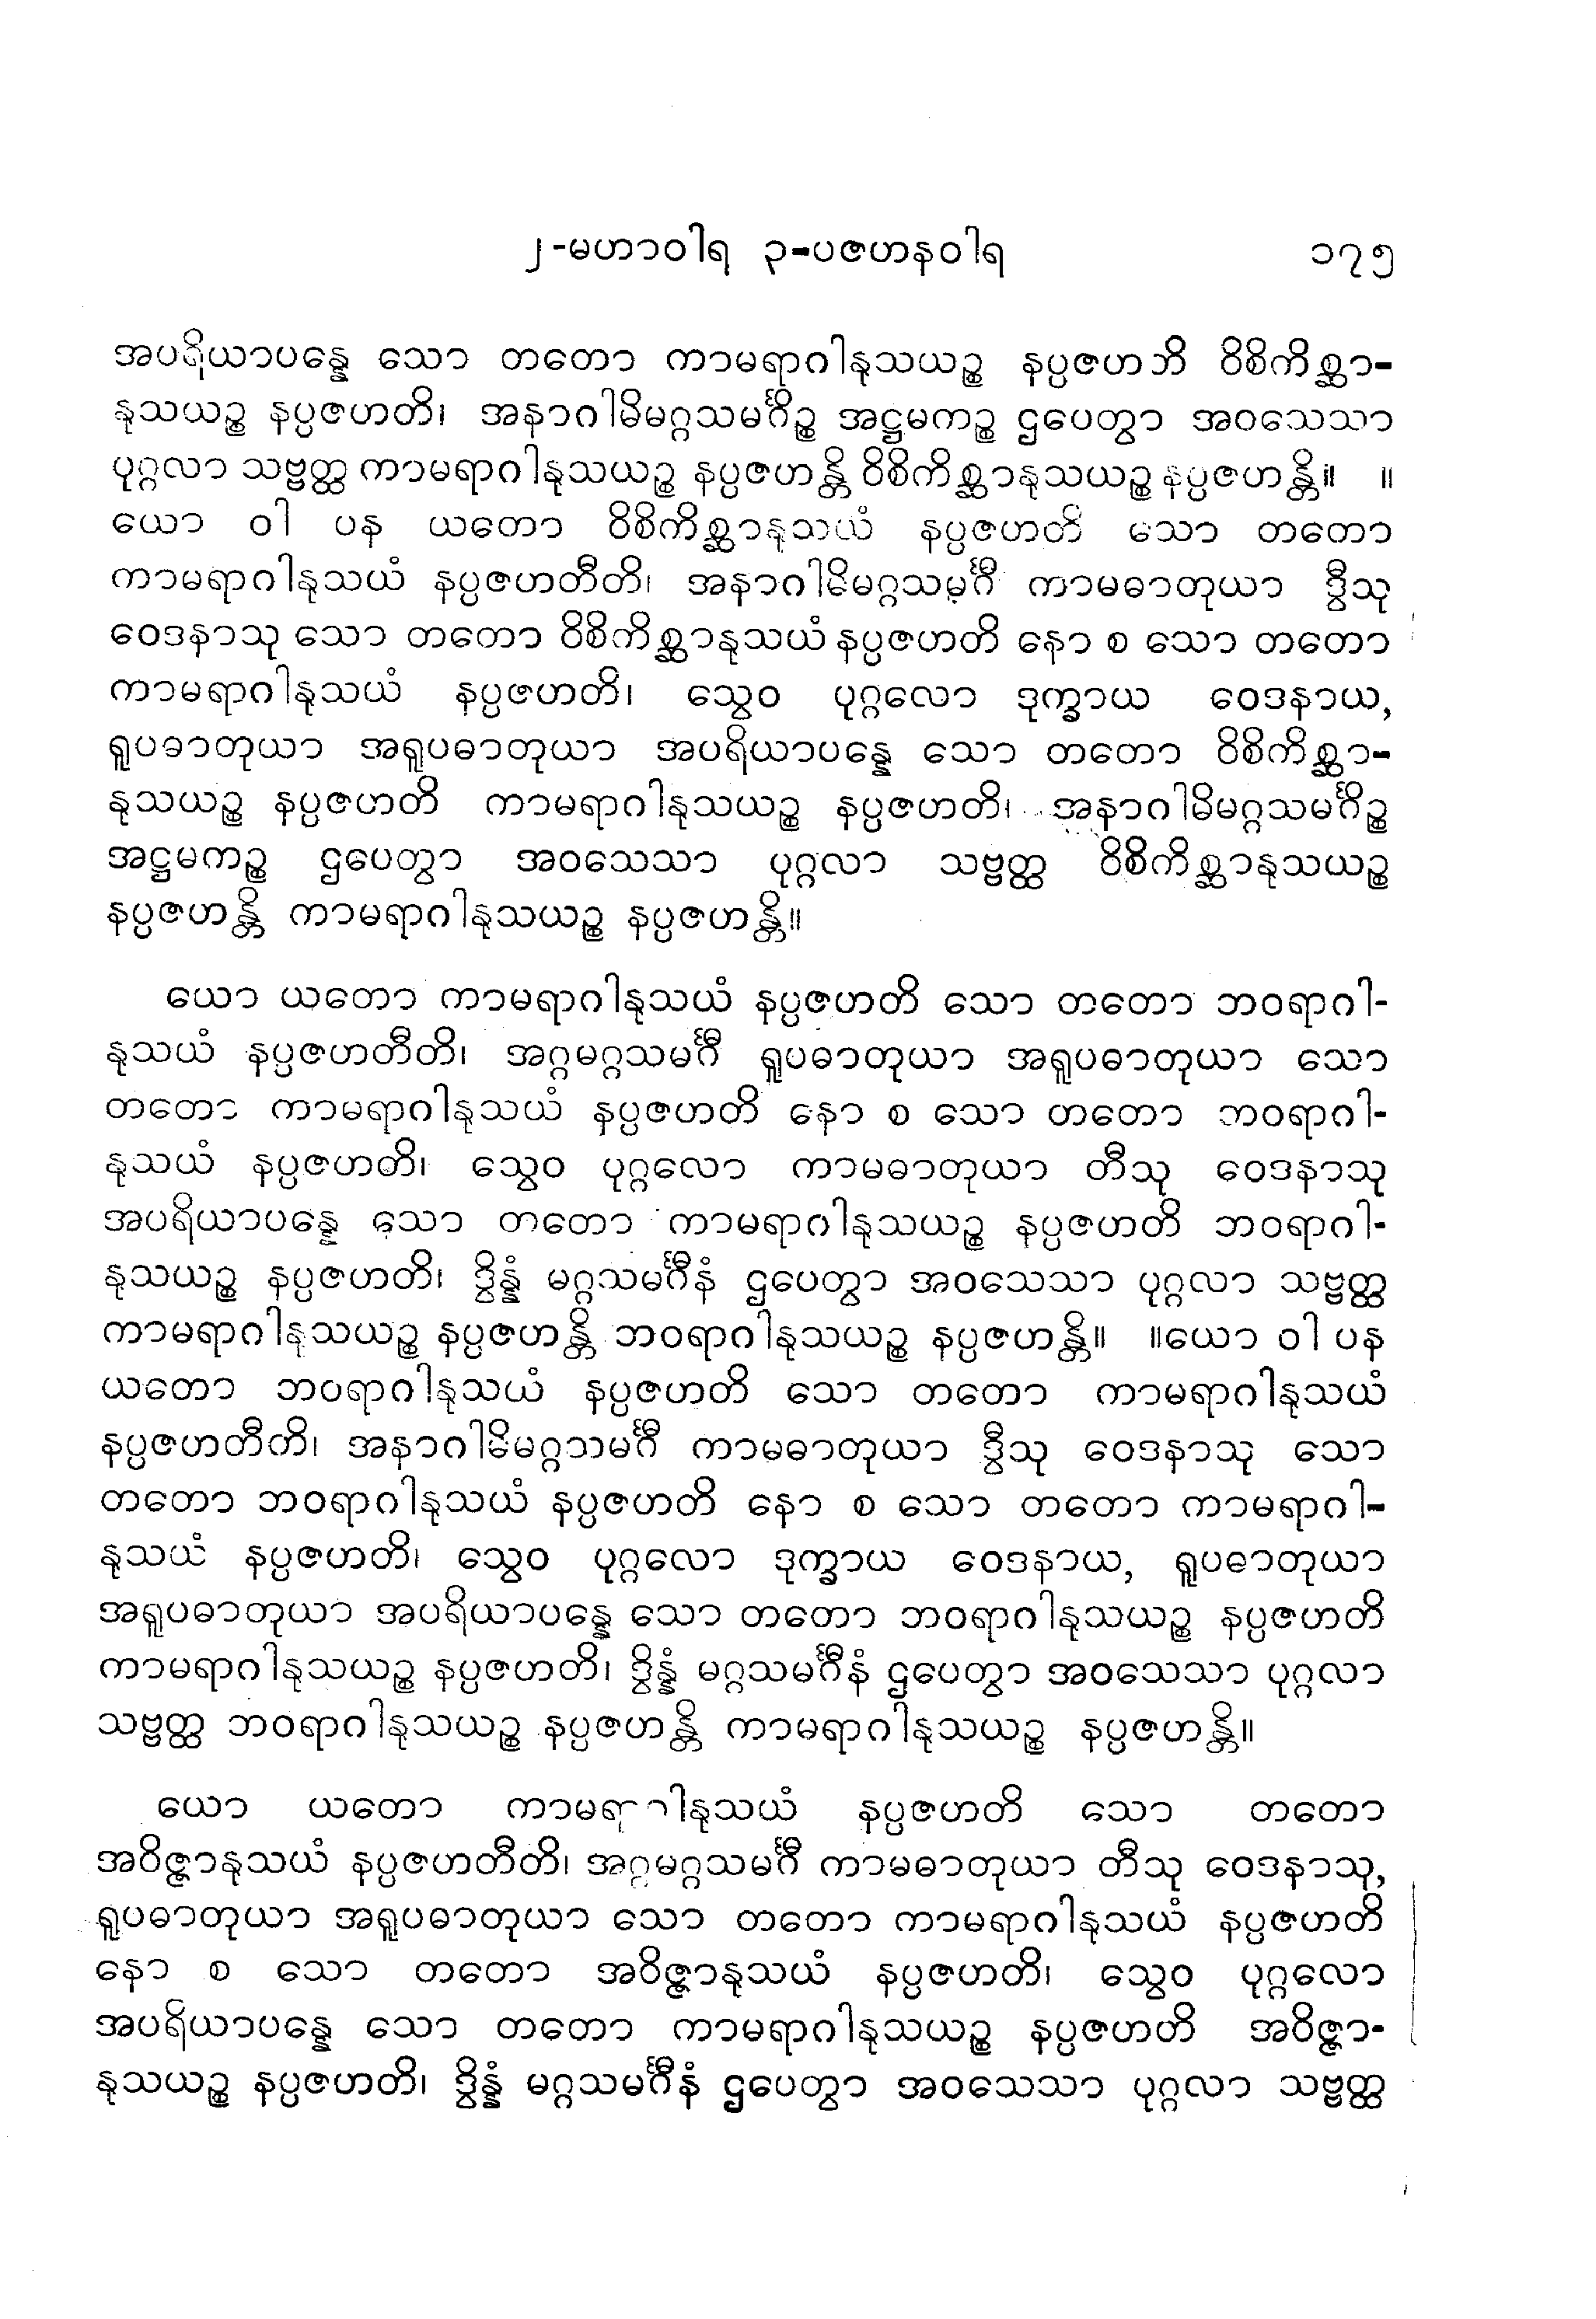 ၂-မဟာဝါရ ၃-ပဇဟနဝါရ ၁၇၅
အပရိယာပန္နေ သော တတော ကာမရာဂါနုသယဉ္စ နပ္ပဇဟတိ ဝိစိကိစ္ဆာ-
နုသယဉ္စ နပ္ပဇဟတိ၊ အနာဂါမိမဂ္ဂသမင်္ဂိဉ္စ အဋ္ဌမကဉ္စ ဌပေတွာ အဝသေသာ
ပုဂ္ဂလာ သဗ္ဗတ္ထ ကာမရာဂါနုသယဉ္စ နပ္ပဇဟန္တိ ဝိစိကိစ္ဆာနုသယဉ္စ နပ္ပဇဟန္တိ။ ။
ယော ဝါ ပန ယတော ဝိစိကိစ္ဆာနုသယံ နပ္ပဇဟတိ သော တတော
ကာမရာဂါနုသယံ နပ္ပဇဟတီတိ၊ အနာဂါမိမဂ္ဂသမင်္ဂီ ကာမဓာတုယာ ဒွီသု
ဝေဒနာသု သော တတော ဝိစိကိစ္ဆာနုသယံ နပ္ပဇဟတိ နော စ သော တတော
ကာမရာဂါနုသယံ နပ္ပဇဟတိ၊ သွေဝ ပုဂ္ဂလော ဒုက္ခာယ ဝေဒနာယ,
ရူပဓာတုယာ အရူပဓာတုယာ အပရိယာပန္နေ သော တတော ဝိစိကိစ္ဆာ-
နုသယဉ္စ နပ္ပဇဟတိ ကာမရာဂါနုသယဉ္စ နပ္ပဇဟတိ၊ အနာဂါမိမဂ္ဂသမင်္ဂိဉ္စ
အဋ္ဌမကဉ္စ ဌပေတွာ အဝသေသာ ပုဂ္ဂလာ သဗ္ဗတ္ထ ဝိစိကိစ္ဆာနုသယဉ္စ
နပ္ပဇဟန္တိ ကာမရာဂါနုသယဉ္စ နပ္ပဇဟန္တိ။
ယော ယတော ကာမရာဂါနုသယံ နပ္ပဇဟတိ သော တတော ဘဝရာဂါ-
နုသယံ နပ္ပဇဟတီတိ၊ အဂ္ဂမဂ္ဂသမင်္ဂီ ရူပဓာတုယာ အရူပဓာတုယာ သော
တတော ကာမရာဂါနုသယံ နပ္ပဇဟတိ နော စ သော တတော ဘဝရာဂါ-
နုသယံ နပ္ပဇဟတိ၊ သွေဝ ပုဂ္ဂလော ကာမဓာတုယာ တီသု ဝေဒနာသု
အပရိယာပန္နေ သော တတော ကာမရာဂါနုသယဉ္စ နပ္ပဇဟတိ ဘဝရာဂါ-
နုသယဉ္စ နပ္ပဇဟတိ၊ ဒွိန္နံ မဂ္ဂသမင်္ဂီနံ ဌပေတွာ အဝသေသာ ပုဂ္ဂလာ သဗ္ဗတ္ထ
ကာမရာဂါနုသယဉ္စ နပ္ပဇဟန္တိ ဘဝရာဂါနုသယဉ္စ နပ္ပဇဟန္တိ။ ။ယော ဝါ ပန
ယတော ဘဝရာဂါနုသယံ နပ္ပဇဟတိ သော တတော ကာမရာဂါနုသယံ
နပ္ပဇဟတီတိ၊ အနာဂါမိမဂ္ဂသမင်္ဂီ ကာမဓာတုယာ ဒွီသု ဝေဒနာသု သော
တတော ဘဝရာဂါနုသယံ နပ္ပဇဟတိ နော စ သော တတော ကာမရာဂါ-
နုသယံ နပ္ပဇဟတိ၊ သွေဝ ပုဂ္ဂလော ဒုက္ခာယ ဝေဒနာယ, ရူပဓာတုယာ
အရူပဓာတုယာ အပရိယာပန္နေ သော တတော ဘဝရာဂါနုသယဉ္စ နပ္ပဇဟတိ
ကာမရာဂါနုသယဉ္စ နပ္ပဇဟတိ၊ ဒွိန္နံ မဂ္ဂသမင်္ဂီနံ ဌပေတွာ အဝသေသာ ပုဂ္ဂလာ
သဗ္ဗတ္ထ ဘဝရာဂါနုသယဉ္စ နပ္ပဇဟန္တိ ကာမရာဂါနုသယဉ္စ နပ္ပဇဟန္တိ။
ယော ယတော ကာမရာဂါနုသယံ နပ္ပဇဟတိ သော တတော
အဝိဇ္ဇာနုသယံ နပ္ပဇဟတီတိ၊ အဂ္ဂမဂ္ဂသမင်္ဂီ ကာမဓာတုယာ တီသု ဝေဒနာသု,
ရူပဓာတုယာ အရူပဓာတုယာ သော တတော ကာမရာဂါနုသယံ နပ္ပဇဟတိ
နော စ သော တတော အဝိဇ္ဇာနုသယံ နပ္ပဇဟတိ၊ သွေဝ ပုဂ္ဂလော
အပရိယာပန္နေ သော တတော ကာမရာဂါနုသယဉ္စ နပ္ပဇဟတိ အဝိဇ္ဇာ-
နုသယဉ္စ နပ္ပဇဟတိ၊ ဒွိန္နံ မဂ္ဂသမင်္ဂီနံ ဌပေတွာ အဝသေသာ ပုဂ္ဂလာ သဗ္ဗတ္ထ